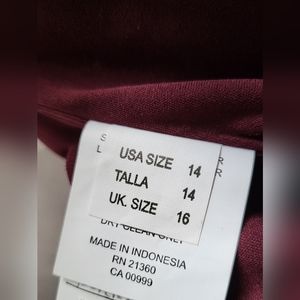 USA SIZE 14
TALLA 14
UK. SIZE 16
DRY CLEAN ONLY
MADE IN INDONESIA
RN 21360
CA 00999